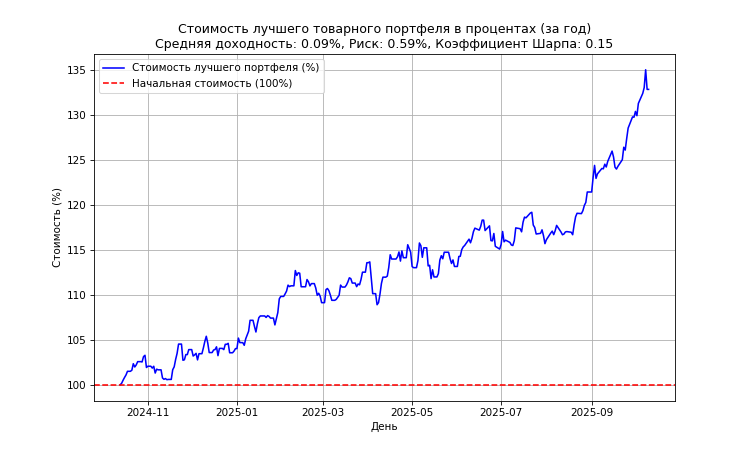 Стоимость лучшего товарного портфеля в процентах (за год)
Средняя доходность: 0.09%, Риск: 0.59%, Коэффициент Шарпа: 0.15
Стоимость лучшего портфеля (%)
Начальная стоимость (100%)
Стоимость (%)
135
130
125
120
115
110
105
100
2024-11
2025-01
2025-03
2025-05
2025-07
2025-09
День